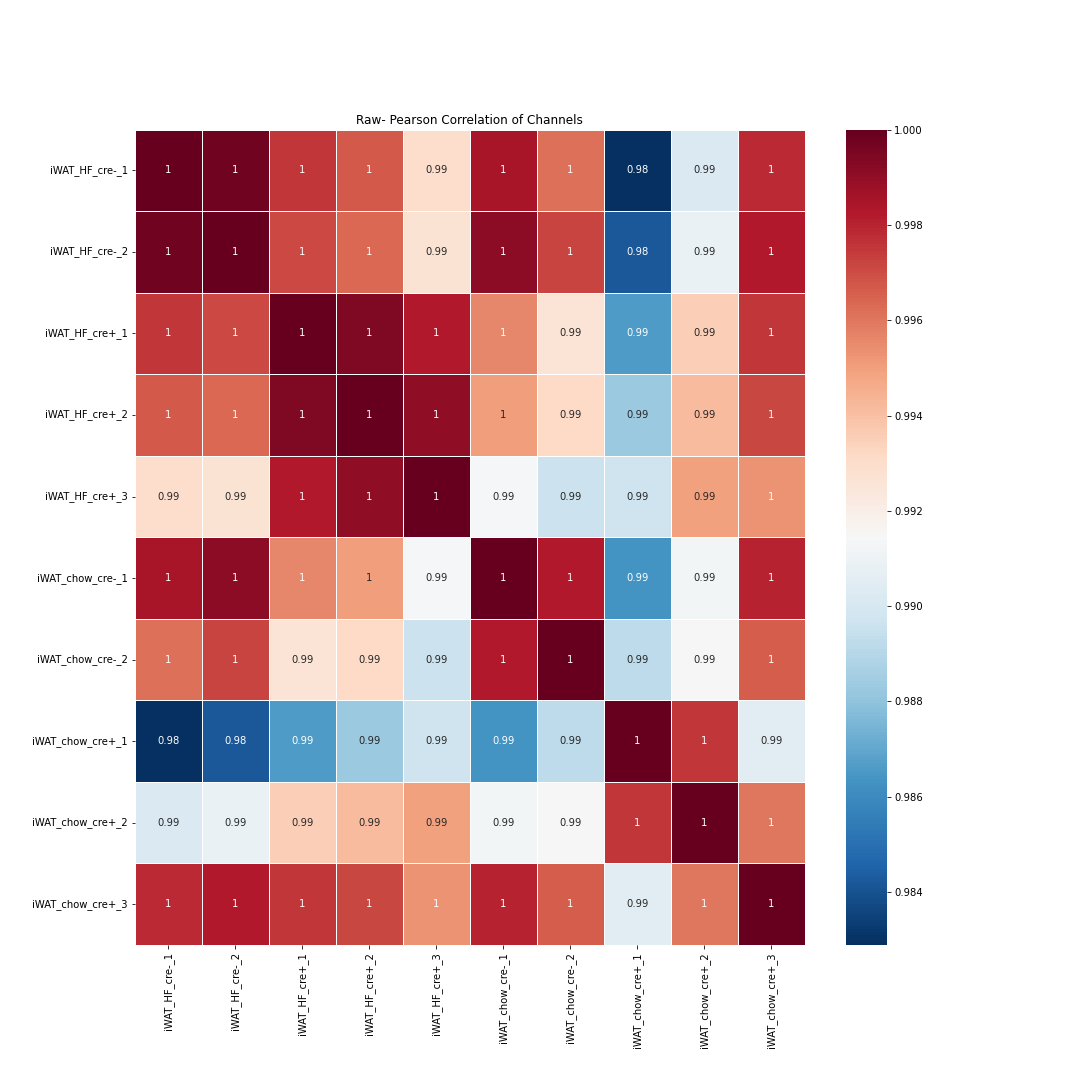 Raw- Pearson Correlation of Channels
iWAT_HF_cre-_1 1 1 1 1 0.99 1 1 0.98 0.99 1
iWAT_HF_cre-_2 1 1 1 1 0.99 1 1 0.98 0.99 1
iWAT_HF_cre+_1 1 1 1 1 1 1 0.99 0.99 0.99 1
iWAT_HF_cre+_2 1 1 1 1 1 1 0.99 0.99 0.99 1
iWAT_HF_cre+_3 0.99 0.99 1 1 1 0.99 0.99 0.99 0.99 1
iWAT_chow_cre-_1 1 1 1 1 0.99 1 1 0.99 0.99 1
iWAT_chow_cre-_2 1 1 0.99 0.99 0.99 1 1 0.99 0.99 1
iWAT_chow_cre+_1 0.98 0.98 0.99 0.99 0.99 0.99 0.99 1 1 0.99
iWAT_chow_cre+_2 0.99 0.99 0.99 0.99 0.99 0.99 0.99 1 1 1
iWAT_chow_cre+_3 1 1 1 1 1 1 1 0.99 1 1
iWAT_HF_cre-_1
iWAT_HF_cre-_2
iWAT_HF_cre+_1
iWAT_HF_cre+_2
iWAT_HF_cre+_3
iWAT_chow_cre-_1
iWAT_chow_cre-_2
iWAT_chow_cre+_1
iWAT_chow_cre+_2
iWAT_chow_cre+_3
1.000
0.998
0.996
0.994
0.992
0.990
0.988
0.986
0.984